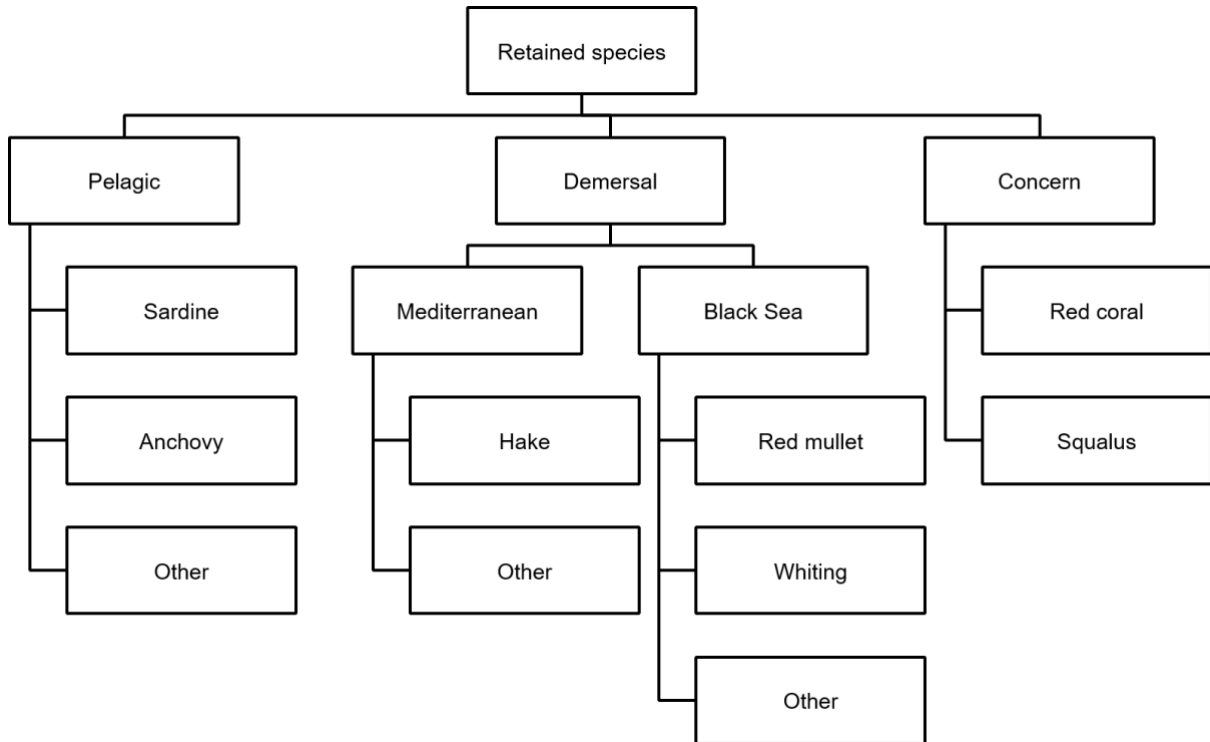 Retained species
Pelagic
Demersal
Concern
Sardine
Mediterranean
Black Sea
Red coral
Anchovy
Hake
Red mullet
Squalus
Other
Other
Whiting
Other